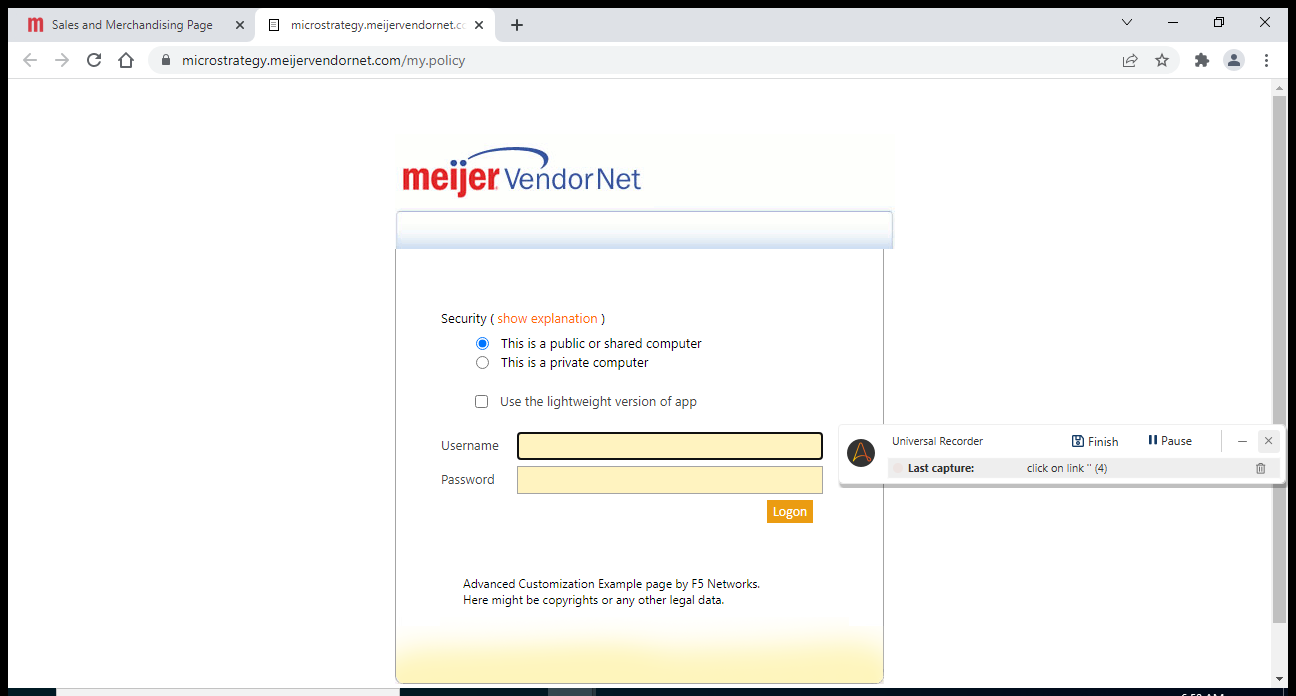 Sales and Merchandising Page
microstrategy.meijervendornet.cc
microstrategy.meijervendornet.com/my.policy
meijer VendorNet
Security ( show explanation )
This is a public or shared computer
This is a private computer
Use the lightweight version of app
Username
Password
Logon
Universal Recorder
Finish
Pause
Last capture: click on link '' (4)
Advanced Customization Example page by F5 Networks.
Here might be copyrights or any other legal data.